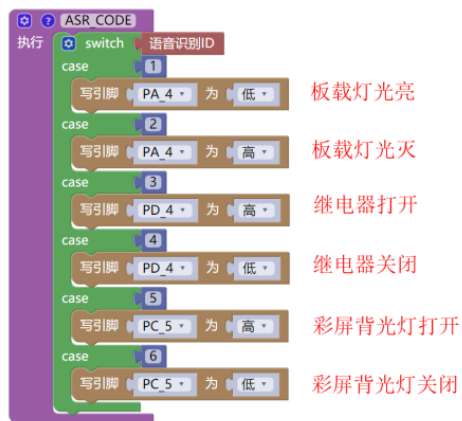 ASR_CODE
执行 switch 语音识别ID
case 1
写引脚 PA_4 为 低 板载灯光亮
case 2
写引脚 PA_4 为 高 板载灯光灭
case 3
写引脚 PD_4 为 高 继电器打开
case 4
写引脚 PD_4 为 低 继电器关闭
case 5
写引脚 PC_5 为 高 彩屏背光灯打开
case 6
写引脚 PC_5 为 低 彩屏背光灯关闭